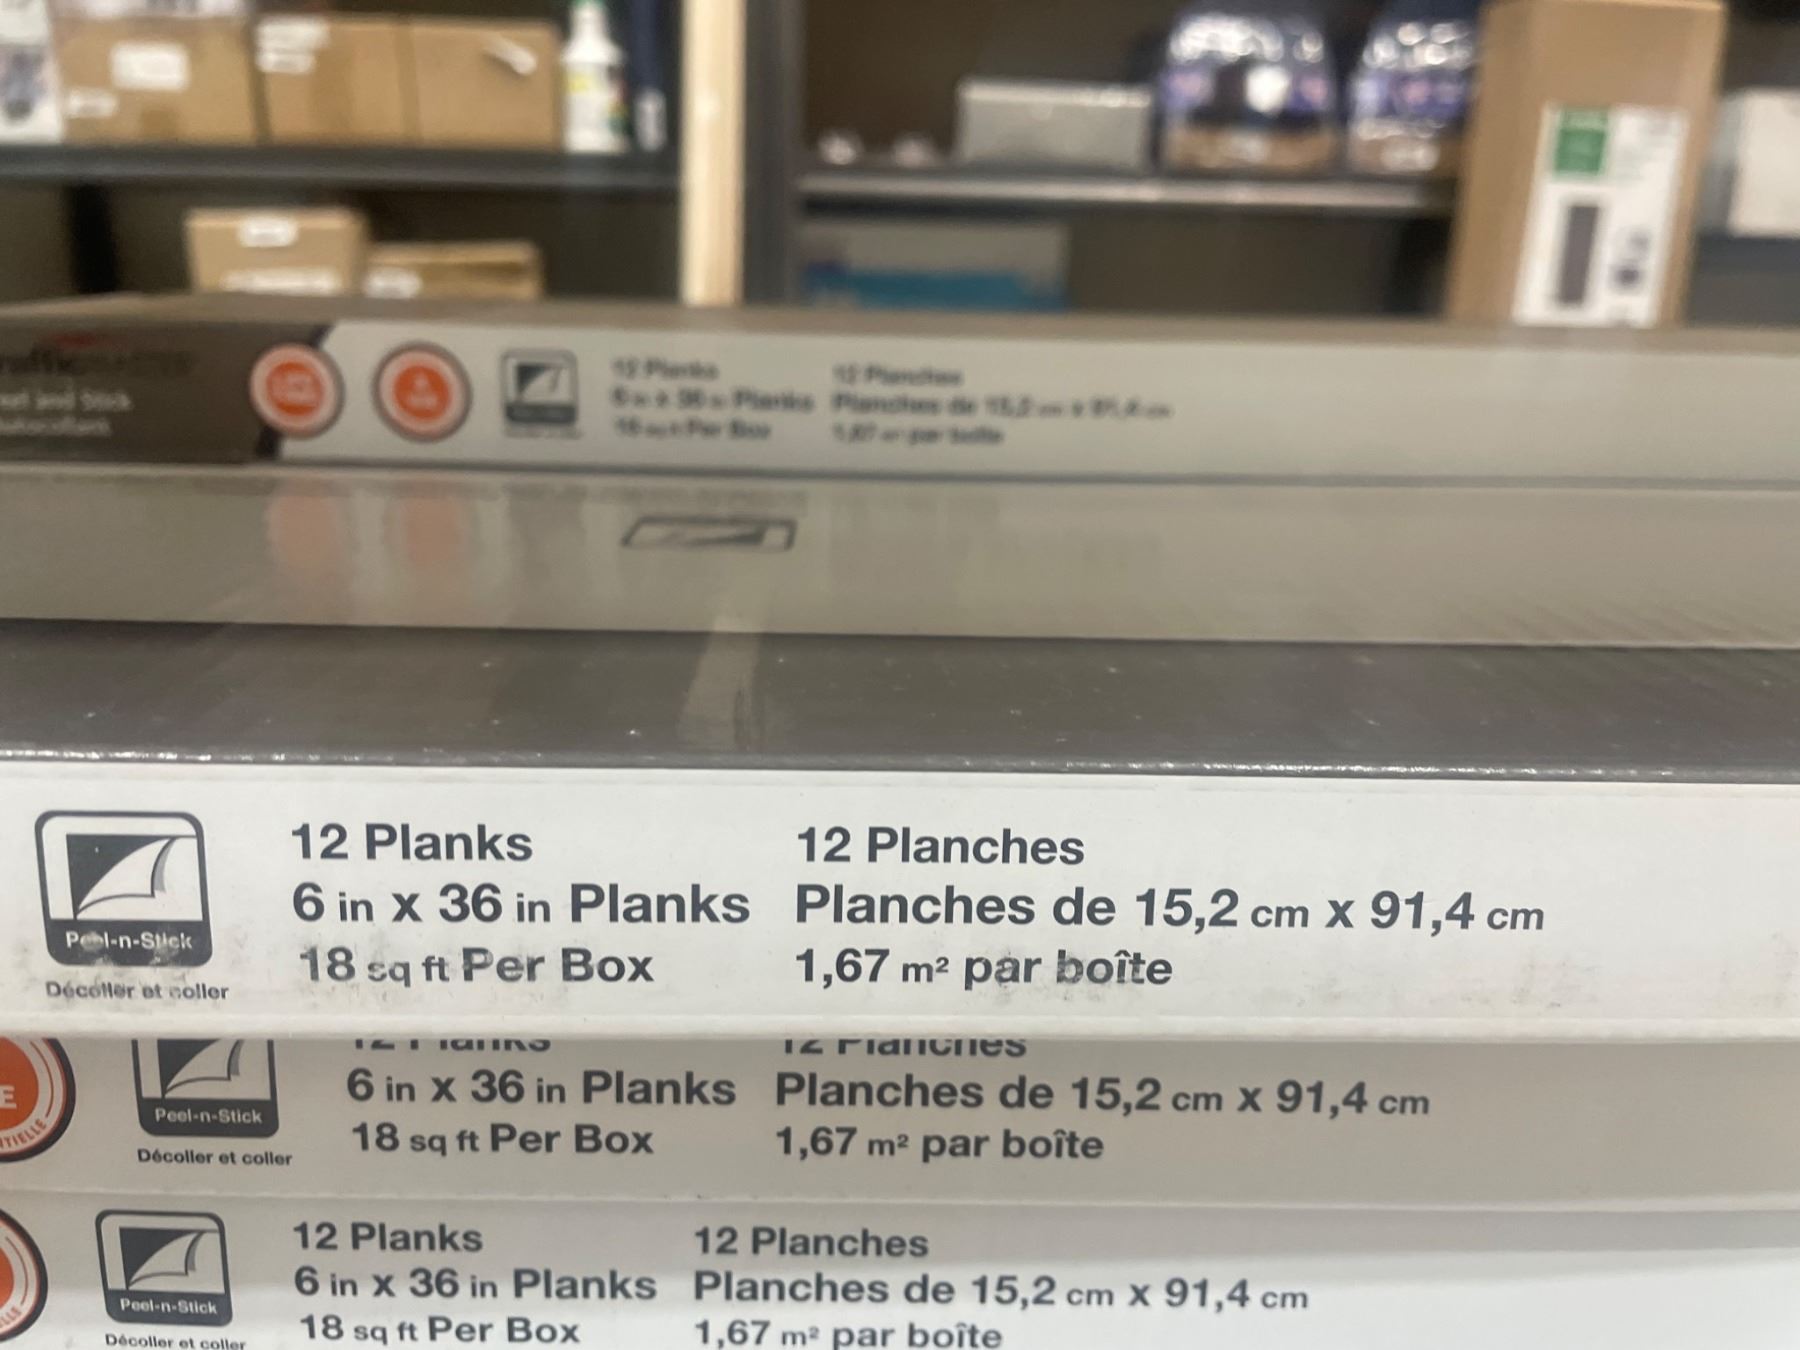 12 Planks
6 in x 36 in Planks
18 sq ft Per Box
12 Planches
Planches de 15,2 cm x 91,4 cm
1,67 m² par boîte
Peel-n-Stick
Décoller et coller
12 Planks
6 in x 36 in Planks
18 sq ft Per Box
12 Planches
Planches de 15,2 cm x 91,4 cm
1,67 m² par boîte
Peel-n-Stick
Décoller et coller
12 Planks
6 in x 36 in Planks
18 sq ft Per Box
12 Planches
Planches de 15,2 cm x 91,4 cm
1,67 m² par boîte
Peel-n-Stick
Décoller et coller
12 Planks
6 in x 36 in Planks
18 sq ft Per Box
12 Planches
Planches de 15,2 cm x 91,4 cm
1,67 m² par boîte